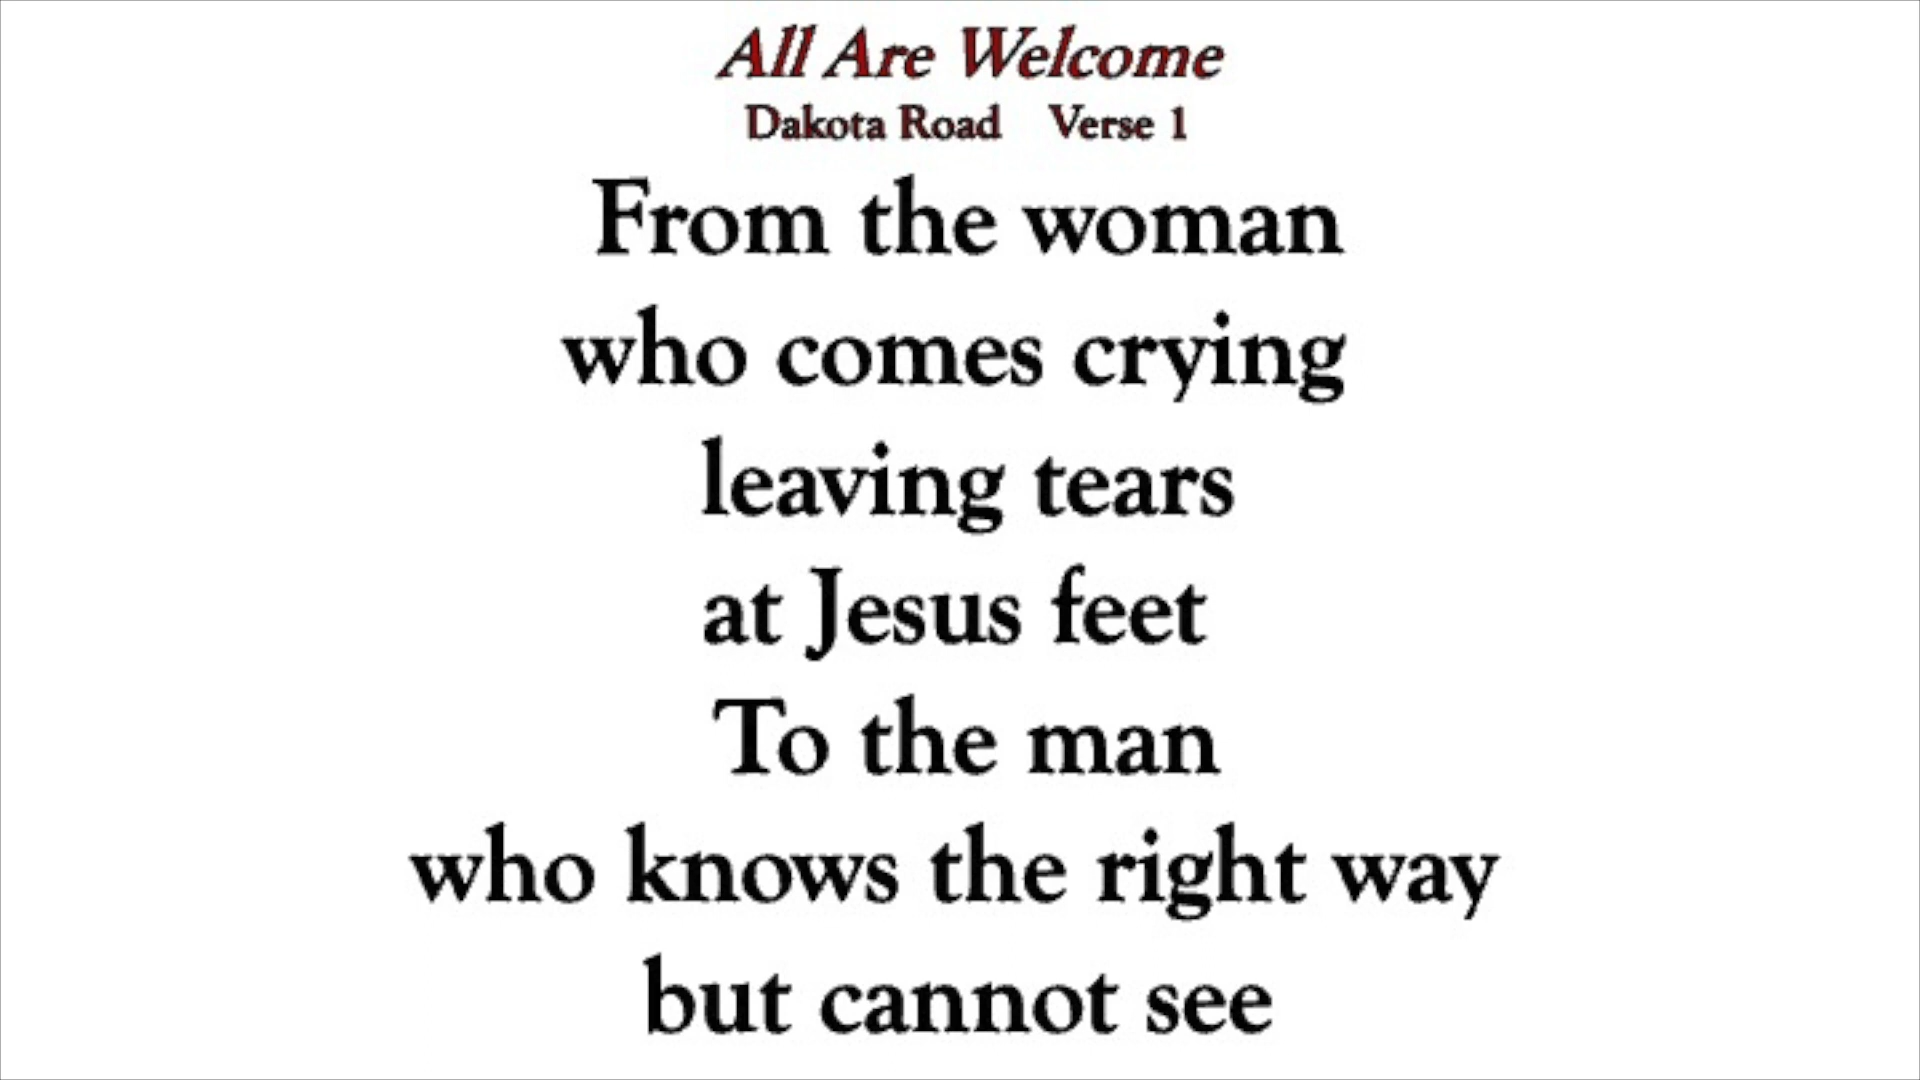 All Are Welcome
Dakota Road Verse 1
From the woman
who comes crying
leaving tears
at Jesus feet
To the man
who knows the right way
but cannot see